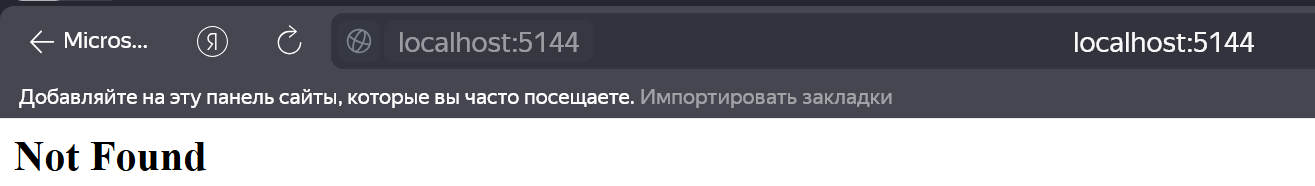 Micros... Я localhost:5144 localhost:5144
Добавляйте на эту панель сайты, которые вы часто посещаете. Импортировать закладки
Not Found